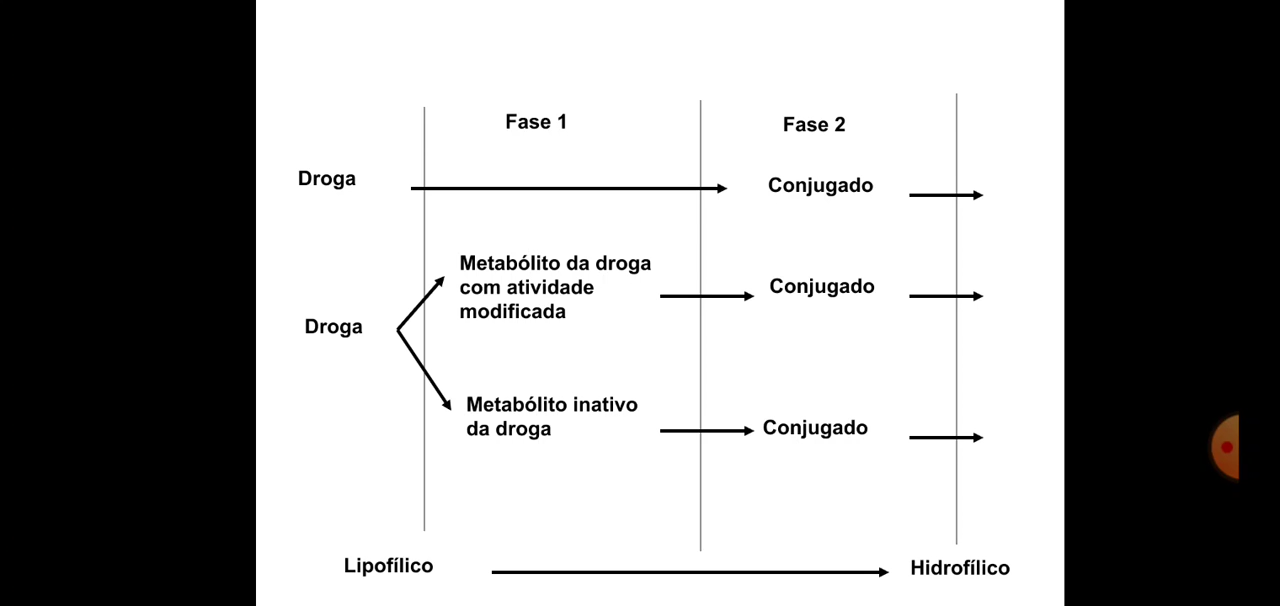 Fase 1
Fase 2
Droga
Conjugado
Metabólito da droga
com atividade
modificada
Conjugado
Droga
Metabólito inativo
da droga
Conjugado
Lipofílico
Hidrofílico